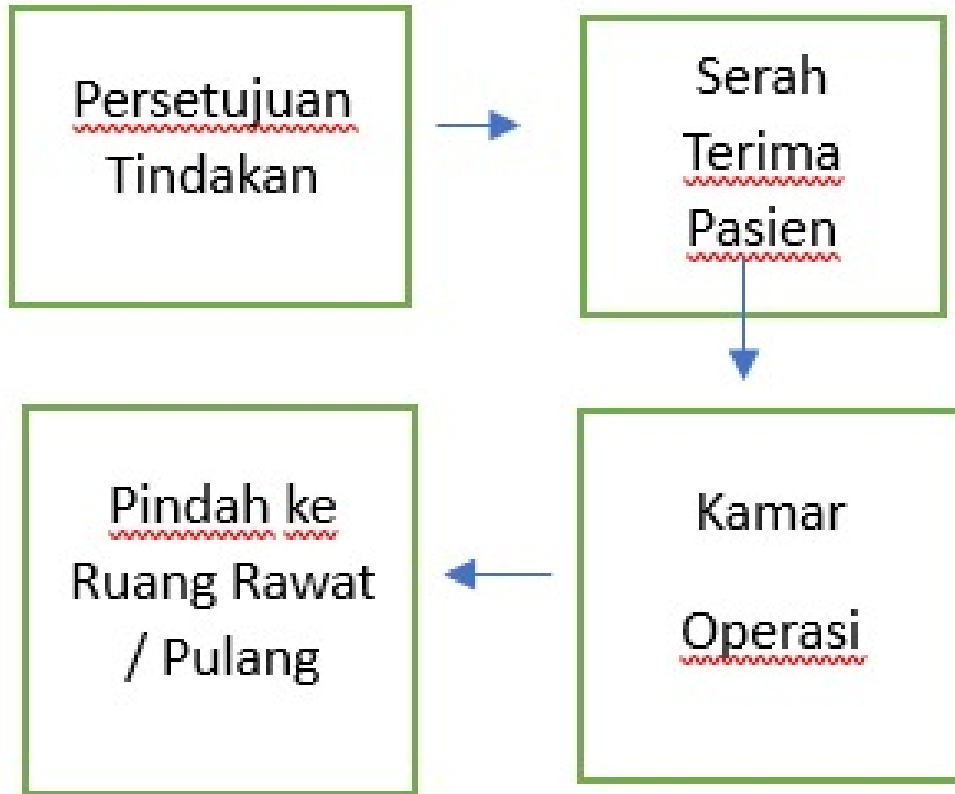 Persetujuan
Tindakan
Serah
Terima
Pasien
Kamar
Operasi
Pindah ke
Ruang Rawat
/ Pulang